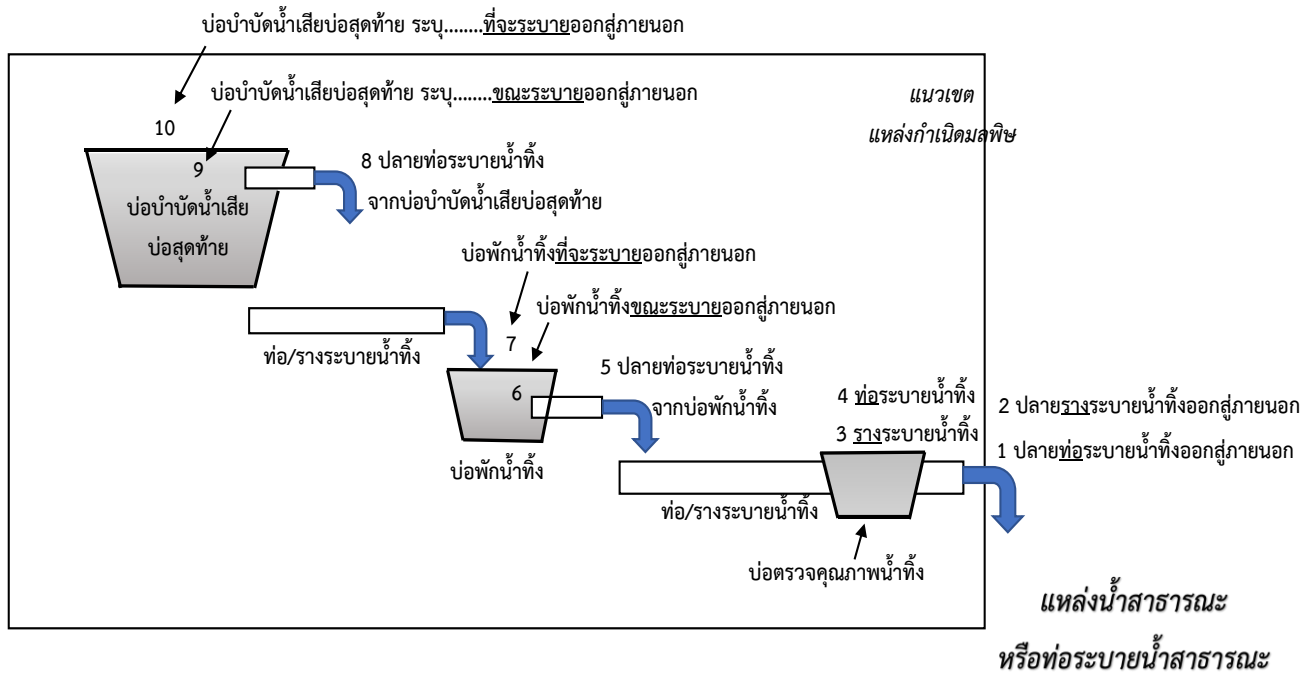 บ่อบำบัดน้ำเสียบ่อสุดท้าย ระบุ........ที่จะระบายออกสู่ภายนอก
บ่อบำบัดน้ำเสียบ่อสุดท้าย ระบุ........ขณะระบายออกสู่ภายนอก
แนวเขต
แหล่งกำเนิดมลพิษ
10
9
บ่อบำบัดน้ำเสีย
บ่อสุดท้าย
8 ปลายท่อระบายน้ำทิ้ง
จากบ่อบำบัดน้ำเสียบ่อสุดท้าย
บ่อพักน้ำทิ้งที่จะระบายออกสู่ภายนอก
บ่อพักน้ำทิ้งขณะระบายออกสู่ภายนอก
ท่อ/รางระบายน้ำทิ้ง
7
6
บ่อพักน้ำทิ้ง
5 ปลายท่อระบายน้ำทิ้ง
จากบ่อพักน้ำทิ้ง
4 ท่อระบายน้ำทิ้ง
3 รางระบายน้ำทิ้ง
2 ปลายรางระบายน้ำทิ้งออกสู่ภายนอก
1 ปลายท่อระบายน้ำทิ้งออกสู่ภายนอก
ท่อ/รางระบายน้ำทิ้ง
บ่อตรวจคุณภาพน้ำทิ้ง
แหล่งน้ำสาธารณะ
หรือท่อระบายน้ำสาธารณะ